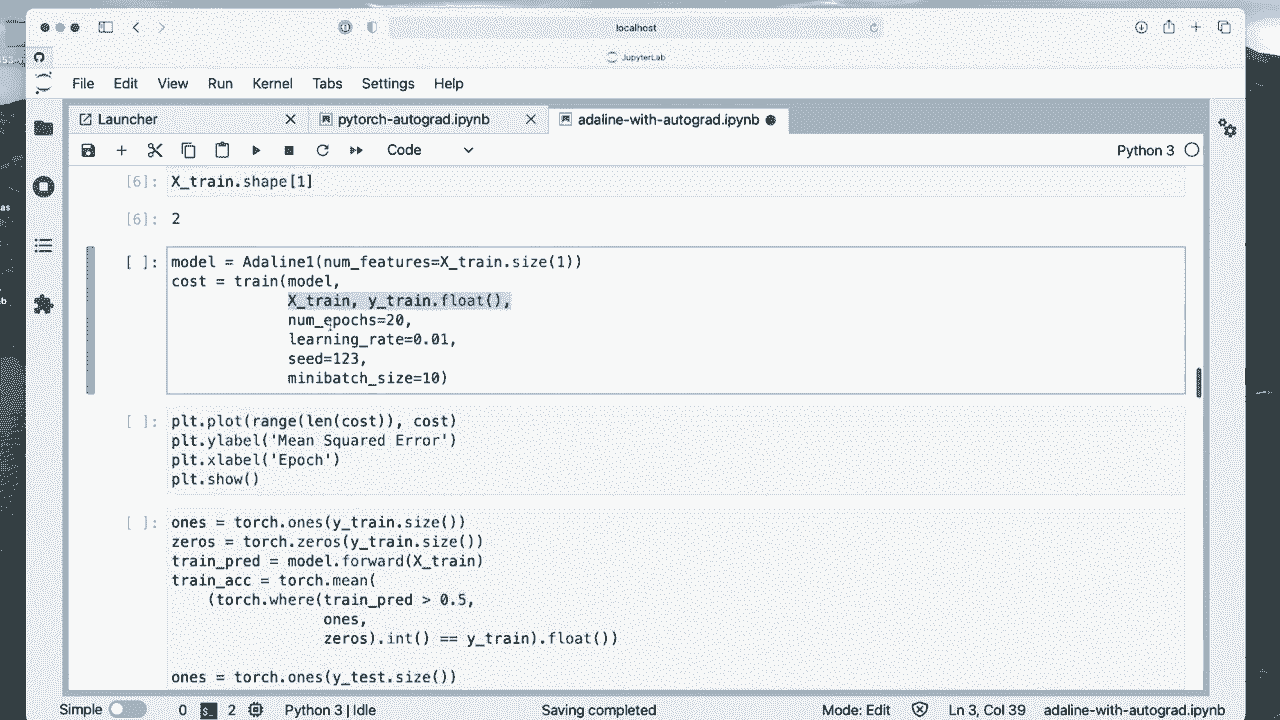 localhost
JupyterLab
File Edit View Run Kernel Tabs Settings Help
Launcher pytorch-autograd.ipynb adaline-with-autograd.ipynb
Code Python 3
[6]: X_train.shape[1]
[6]: 2
[ ]: model = Adaline1(num_features=X_train.size(1))
cost = train(model,
X_train, y_train.float(),
num_epochs=20,
learning_rate=0.01,
seed=123,
minibatch_size=10)
[ ]: plt.plot(range(len(cost)), cost)
plt.ylabel('Mean Squared Error')
plt.xlabel('Epoch')
plt.show()
[ ]: ones = torch.ones(y_train.size())
zeros = torch.zeros(y_train.size())
train_pred = model.forward(X_train)
train_acc = torch.mean(
(torch.where(train_pred > 0.5,
ones,
zeros).int() == y_train).float())
ones = torch.ones(y_test.size())
Simple 0 2 Python 3 | Idle Saving completed Mode: Edit Ln 3, Col 39 adaline-with-autograd.ipynb